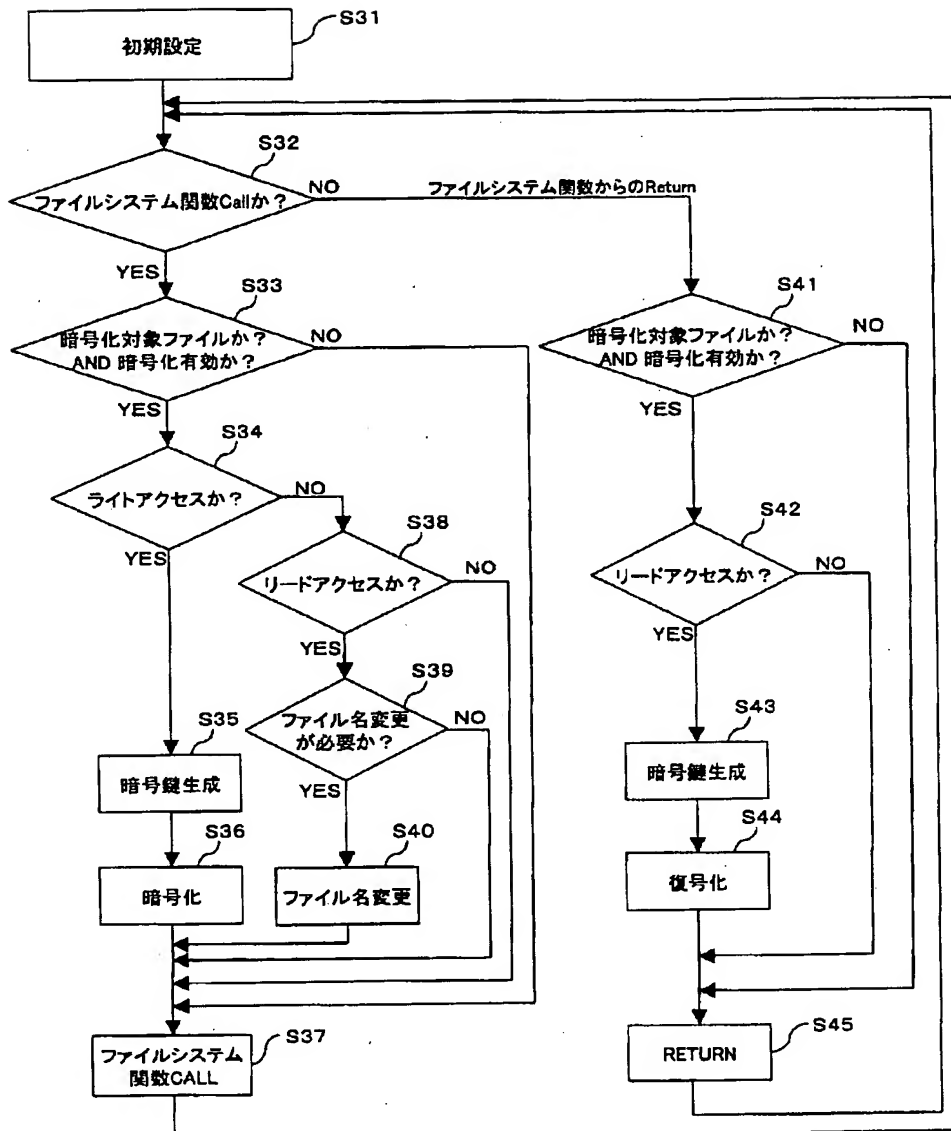 S31
初期設定
S32
ファイルシステム関数Callか?
NO
ファイルシステム関数からのReturn
YES
S33
暗号化対象ファイルか?
AND 暗号化有効か?
NO
YES
S41
暗号化対象ファイルか?
AND 暗号化有効か?
NO
YES
S34
ライトアクセスか?
NO
YES
S38
リードアクセスか?
NO
YES
S42
リードアクセスか?
NO
YES
S39
ファイル名変更
が必要か?
NO
YES
S35
暗号鍵生成
S43
暗号鍵生成
S36
暗号化
S40
ファイル名変更
S44
復号化
S37
ファイルシステム
関数CALL
S45
RETURN